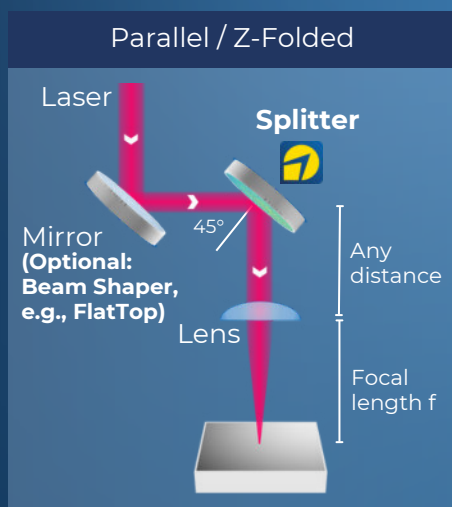 Parallel / Z-Folded
Laser
Splitter
45°
Mirror
(Optional:
Beam Shaper,
e.g., FlatTop)
Any
distance
Lens
Focal
length f